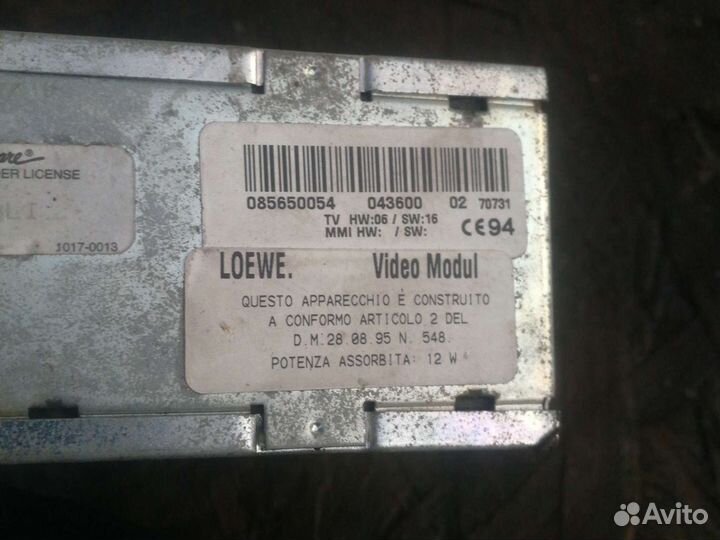 DER LICENSE
1017-0013
085650054 043600 02 70731
TV HW:06 / SW:16
MMI HW: / SW:
CE94
LOEWE. Video Modul
QUESTO APPARECCHIO È CONSTRUITO
A CONFORMO ARTICOLO 2 DEL
D.M.28.08.95 N. 548.
POTENZA ASSORBITA: 12 W
Avito